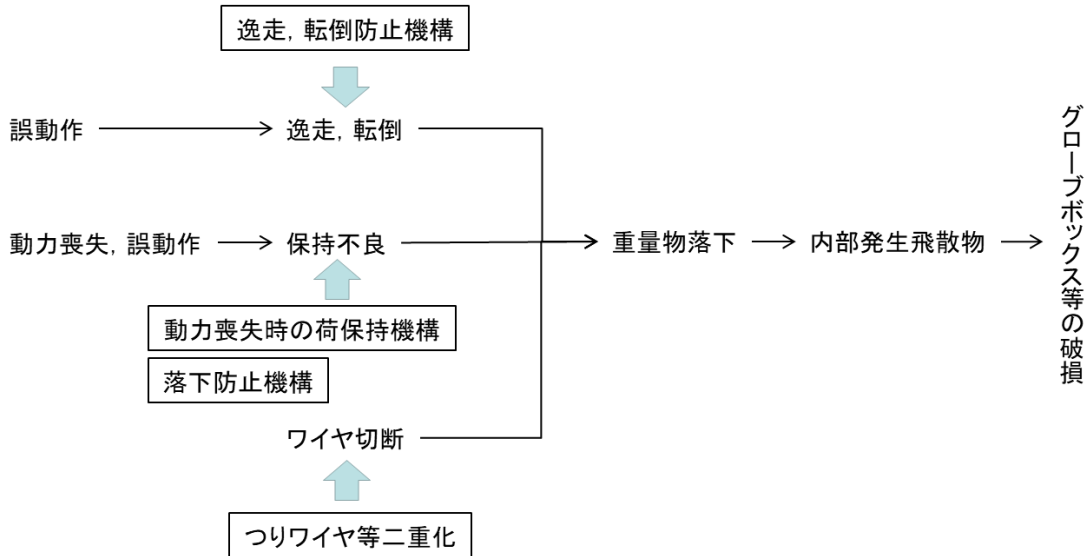 逸走，転倒防止機構
誤動作
逸走，転倒
動力喪失，誤動作
保持不良
重量物落下
内部発生飛散物
グローブボックス等の破損
動力喪失時の荷保持機構
落下防止機構
ワイヤ切断
つりワイヤ等二重化